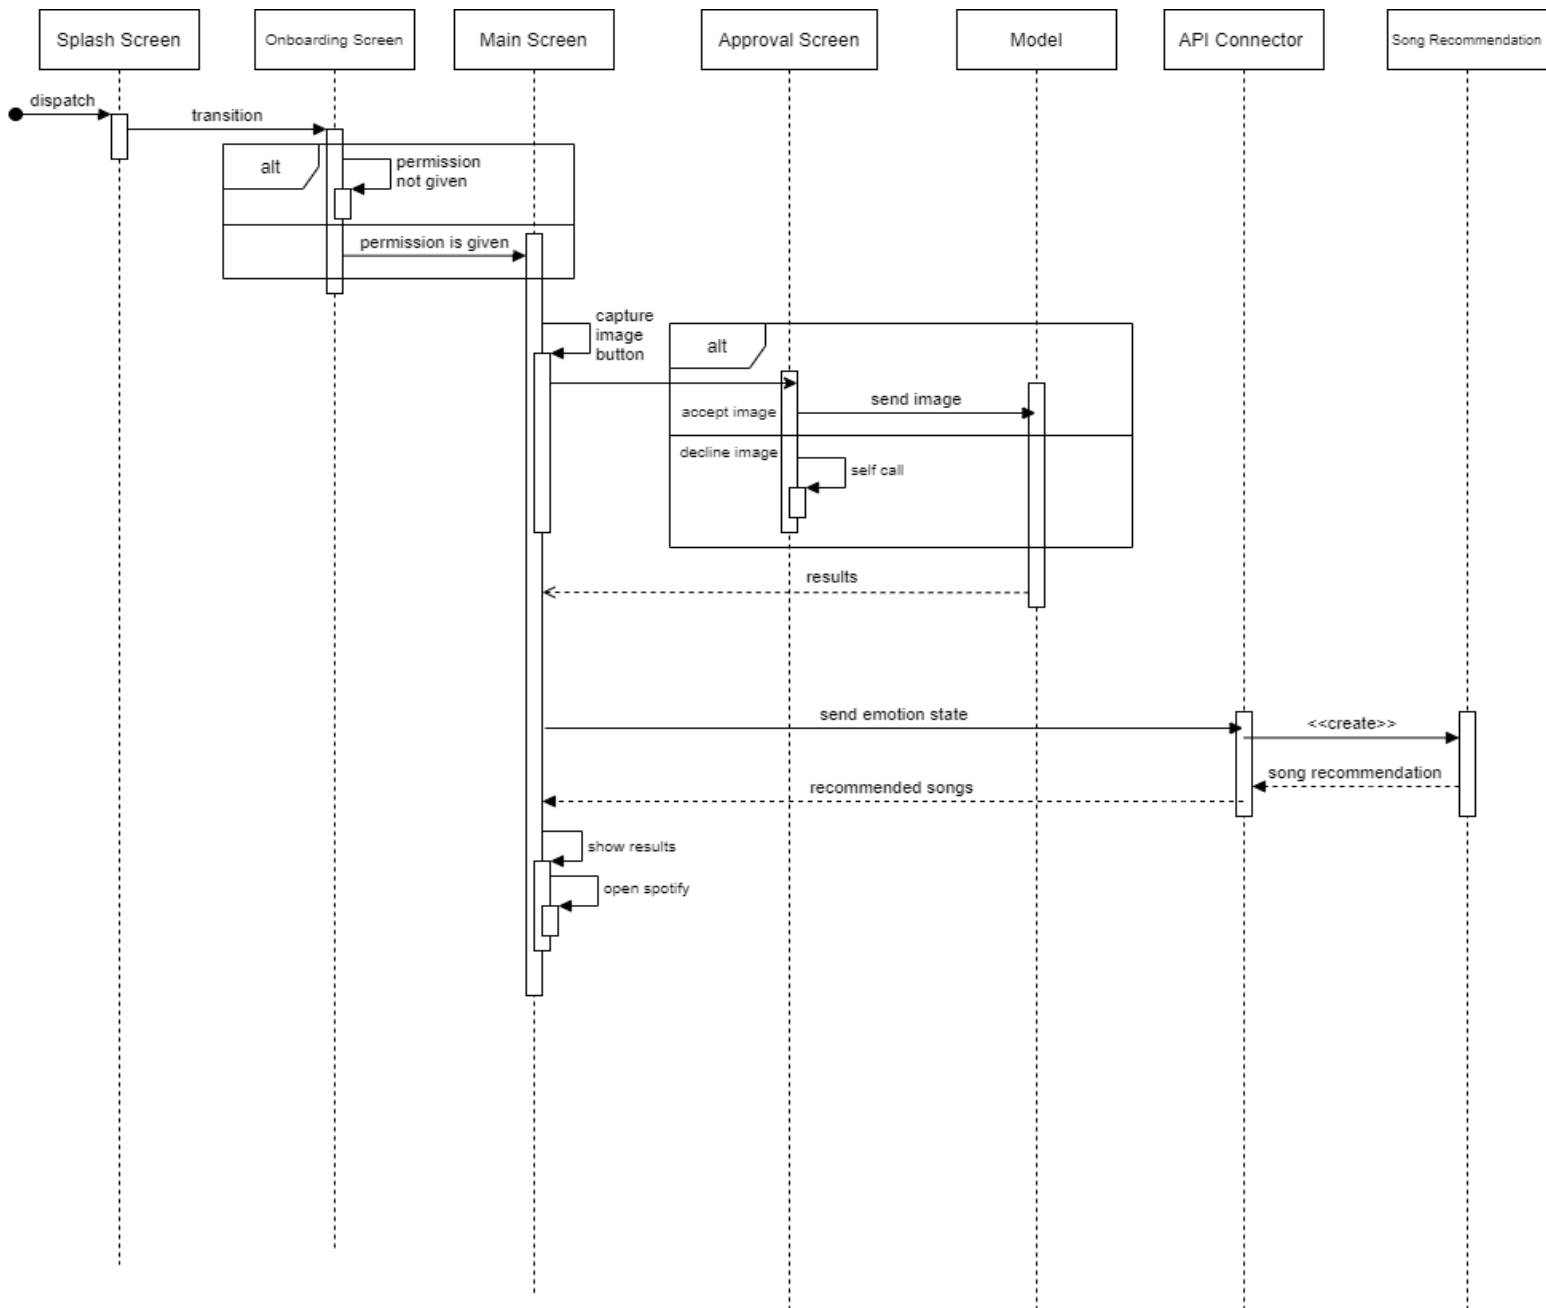 Splash Screen
Onboarding Screen
Main Screen
Approval Screen
Model
API Connector
Song Recommendation
dispatch
transition
alt
permission
not given
permission is given
capture
image
button
alt
accept image
send image
decline image
self call
results
send emotion state
<<create>>
song recommendation
recommended songs
show results
open spotify